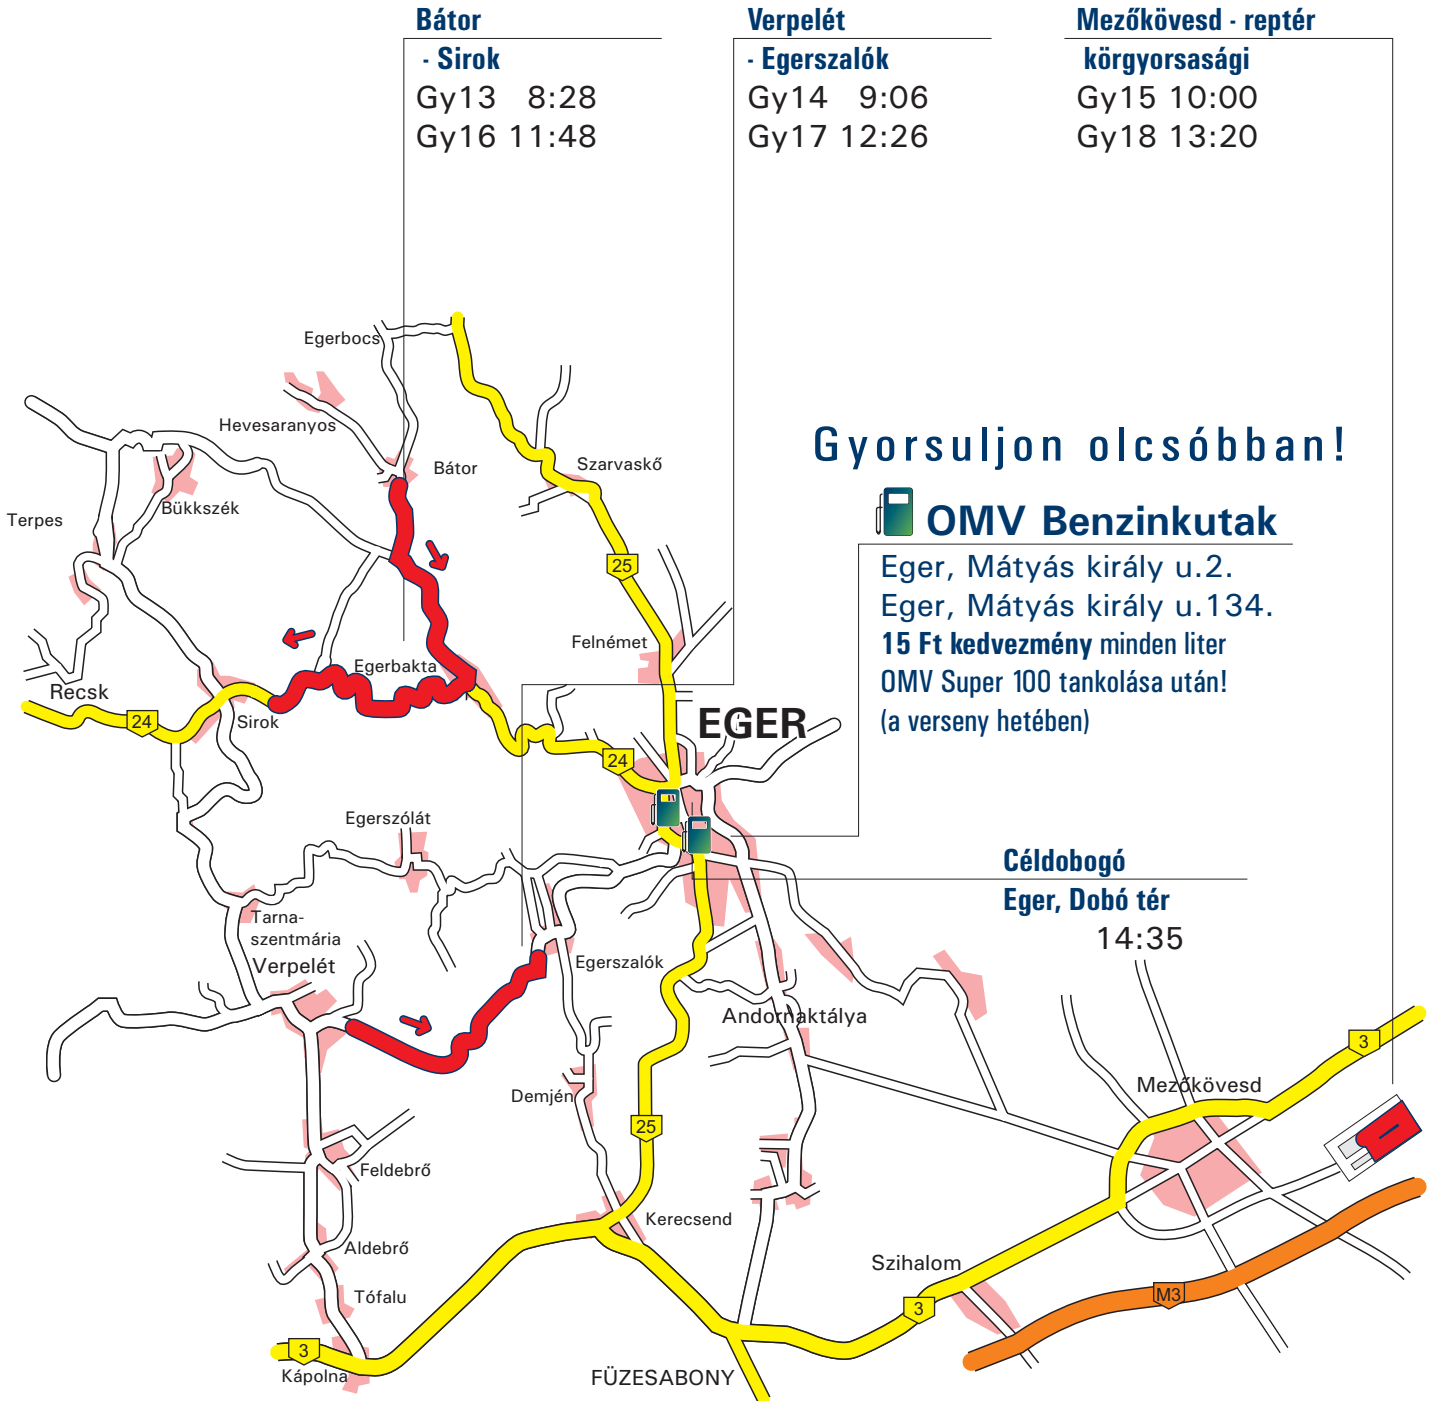 Bátor
- Sirok
Gy13 8:28
Gy16 11:48
Verpelét
- Egerszalók
Gy14 9:06
Gy17 12:26
Mezőkövesd - reptér
körgyorsasági
Gy15 10:00
Gy18 13:20
Egerbocs
Hevesaranyos
Bátor
Szarvaskő
Bükkszék
Terpes
Gyorsuljon olcsóbban!
OMV Benzinkutak
Eger, Mátyás király u.2.
Eger, Mátyás király u.134.
15 Ft kedvezmény minden liter
OMV Super 100 tankolása után!
(a verseny hetében)
25
Felnémet
Egerbakta
Recsk
24
Sirok
EGER
24
Egerszólát
Céldobogó
Eger, Dobó tér
14:35
Tarna-
szentmária
Verpelét
Egerszalók
Andornaktálya
3
Mezőkövesd
Demjén
25
Feldebrő
Kerecsend
Aldebrő
Szihalom
Tófalu
M3
3
3
Kápolna
FÜZESABONY